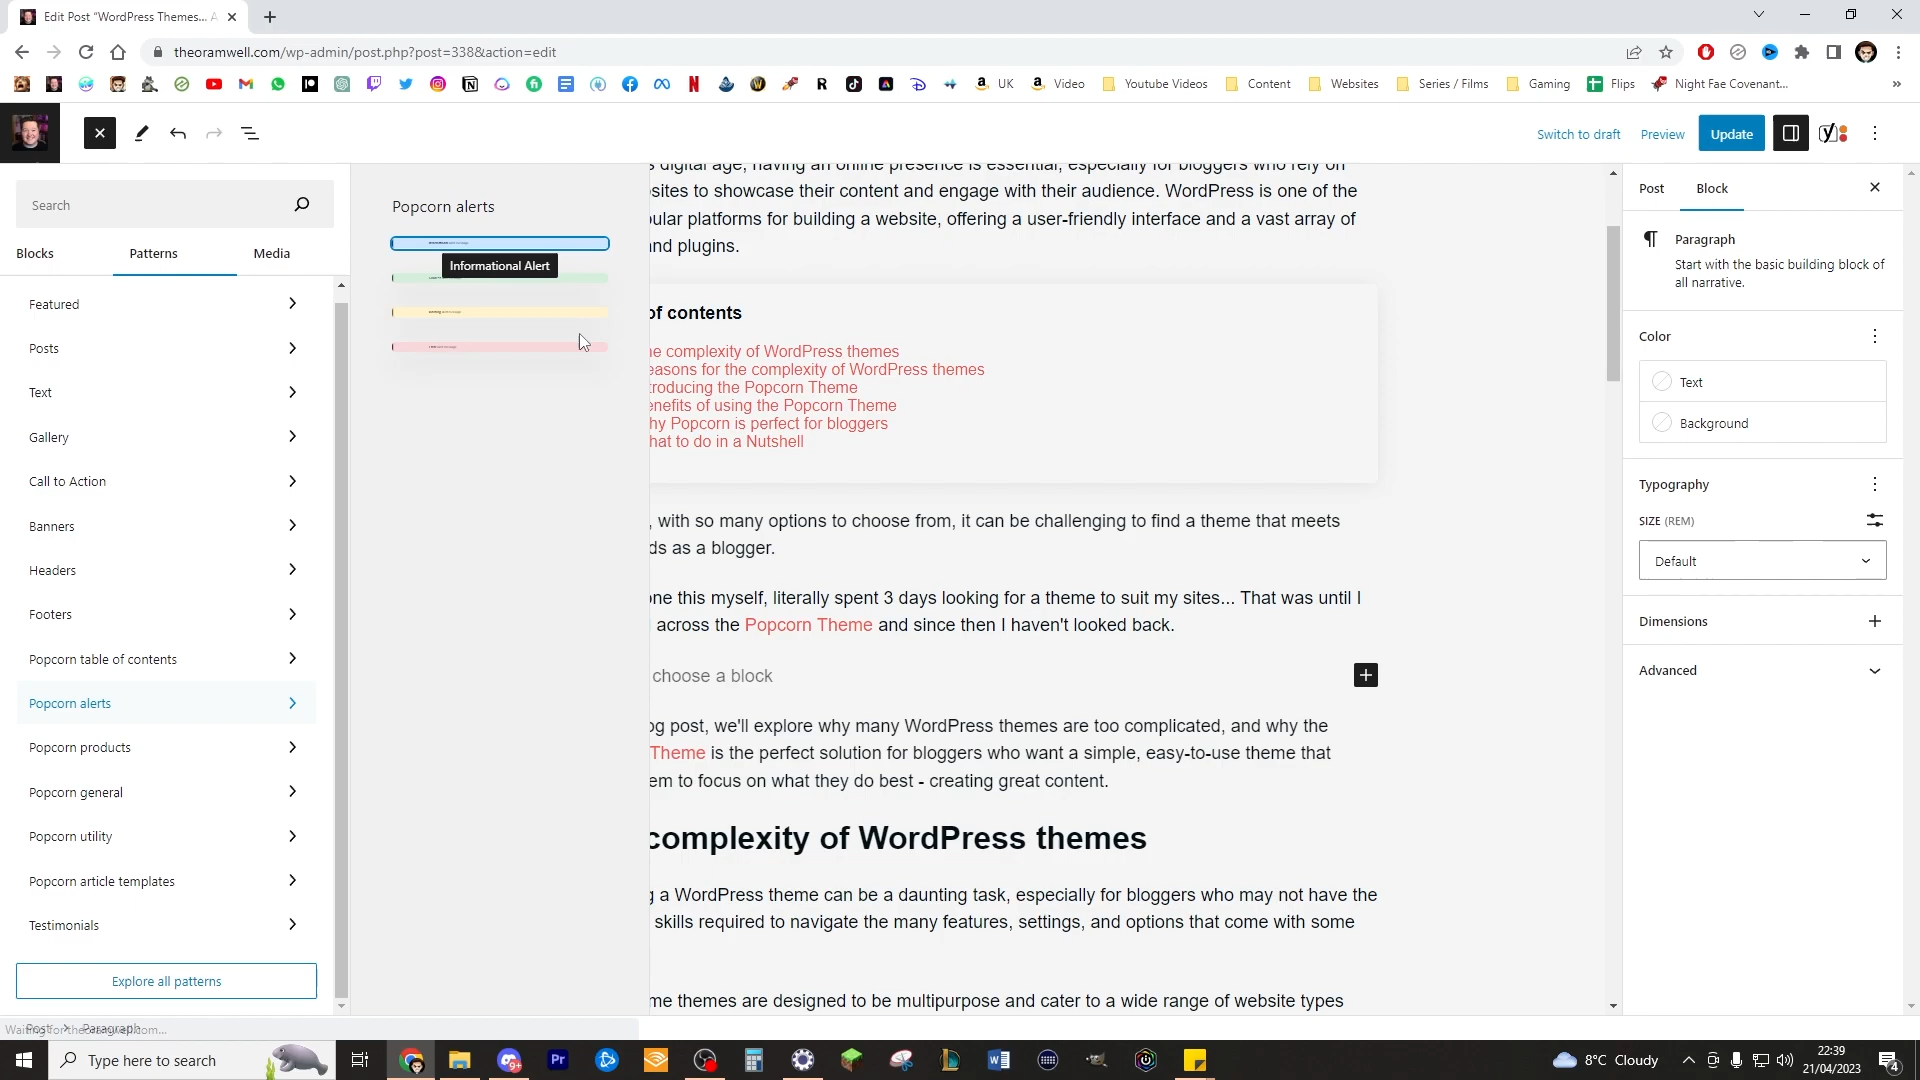 Edit Post "WordPress Themes...
theoramwell.com/wp-admin/post.php?post=338&action=edit
UK
Video
Youtube Videos
Content
Websites
Series / Films
Gaming
Flips
Night Fae Covenant...
»
Switch to draft
Preview
Update
Search
Blocks
Patterns
Media
Featured
Posts
Text
Gallery
Call to Action
Banners
Headers
Footers
Popcorn table of contents
Popcorn alerts
Popcorn products
Popcorn general
Popcorn utility
Popcorn article templates
Testimonials
Explore all patterns
Popcorn alerts
Informational Alert
s digital age, having an online presence is essential, especially for bloggers who rely on
sites to showcase their content and engage with their audience. WordPress is one of the
ular platforms for building a website, offering a user-friendly interface and a vast array of
nd plugins.
of contents
e complexity of WordPress themes
easons for the complexity of WordPress themes
troducing the Popcorn Theme
enefits of using the Popcorn Theme
hy Popcorn is perfect for bloggers
hat to do in a Nutshell
, with so many options to choose from, it can be challenging to find a theme that meets
ds as a blogger.
one this myself, literally spent 3 days looking for a theme to suit my sites... That was until I
across the Popcorn Theme and since then I haven't looked back.
choose a block
og post, we'll explore why many WordPress themes are too complicated, and why the
Theme is the perfect solution for bloggers who want a simple, easy-to-use theme that
em to focus on what they do best - creating great content.
complexity of WordPress themes
g a WordPress theme can be a daunting task, especially for bloggers who may not have the
skills required to navigate the many features, settings, and options that come with some
me themes are designed to be multipurpose and cater to a wide range of website types
Post
Block
Paragraph
Start with the basic building block of
all narrative.
Color
Text
Background
Typography
SIZE (REM)
Default
Dimensions
Advanced
Type here to search
8°C Cloudy
22:39
21/04/2023
4